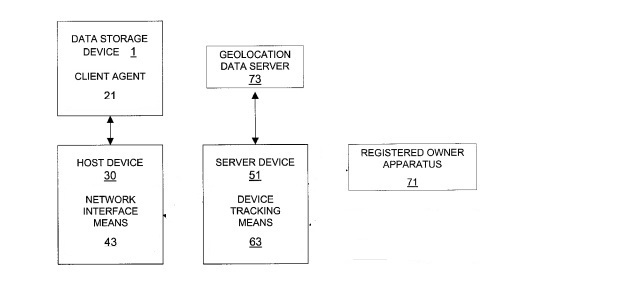 DATA STORAGE
DEVICE 1
CLIENT AGENT
21
GEOLOCATION
DATA SERVER
73
HOST DEVICE
30
NETWORK
INTERFACE
MEANS
43
SERVER DEVICE
51
DEVICE
TRACKING
MEANS
63
REGISTERED OWNER
APPARATUS
71